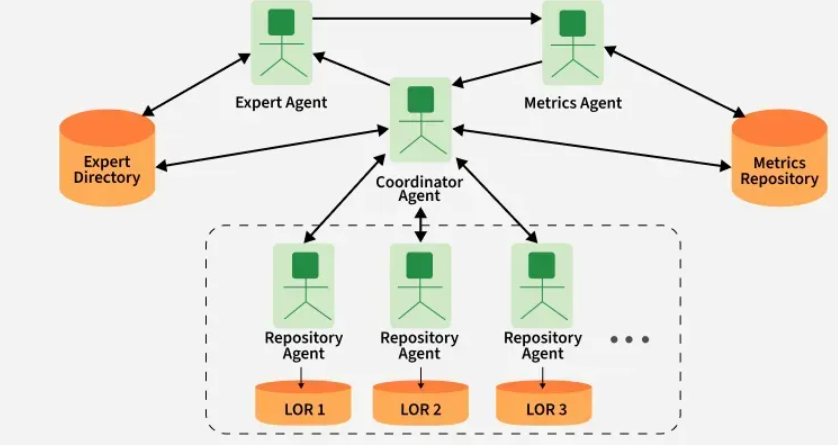 Expert Agent
Metrics Agent
Expert
Directory
Metrics
Repository
Coordinator
Agent
Repository
Agent
Repository
Agent
Repository
Agent
LOR 1
LOR 2
LOR 3